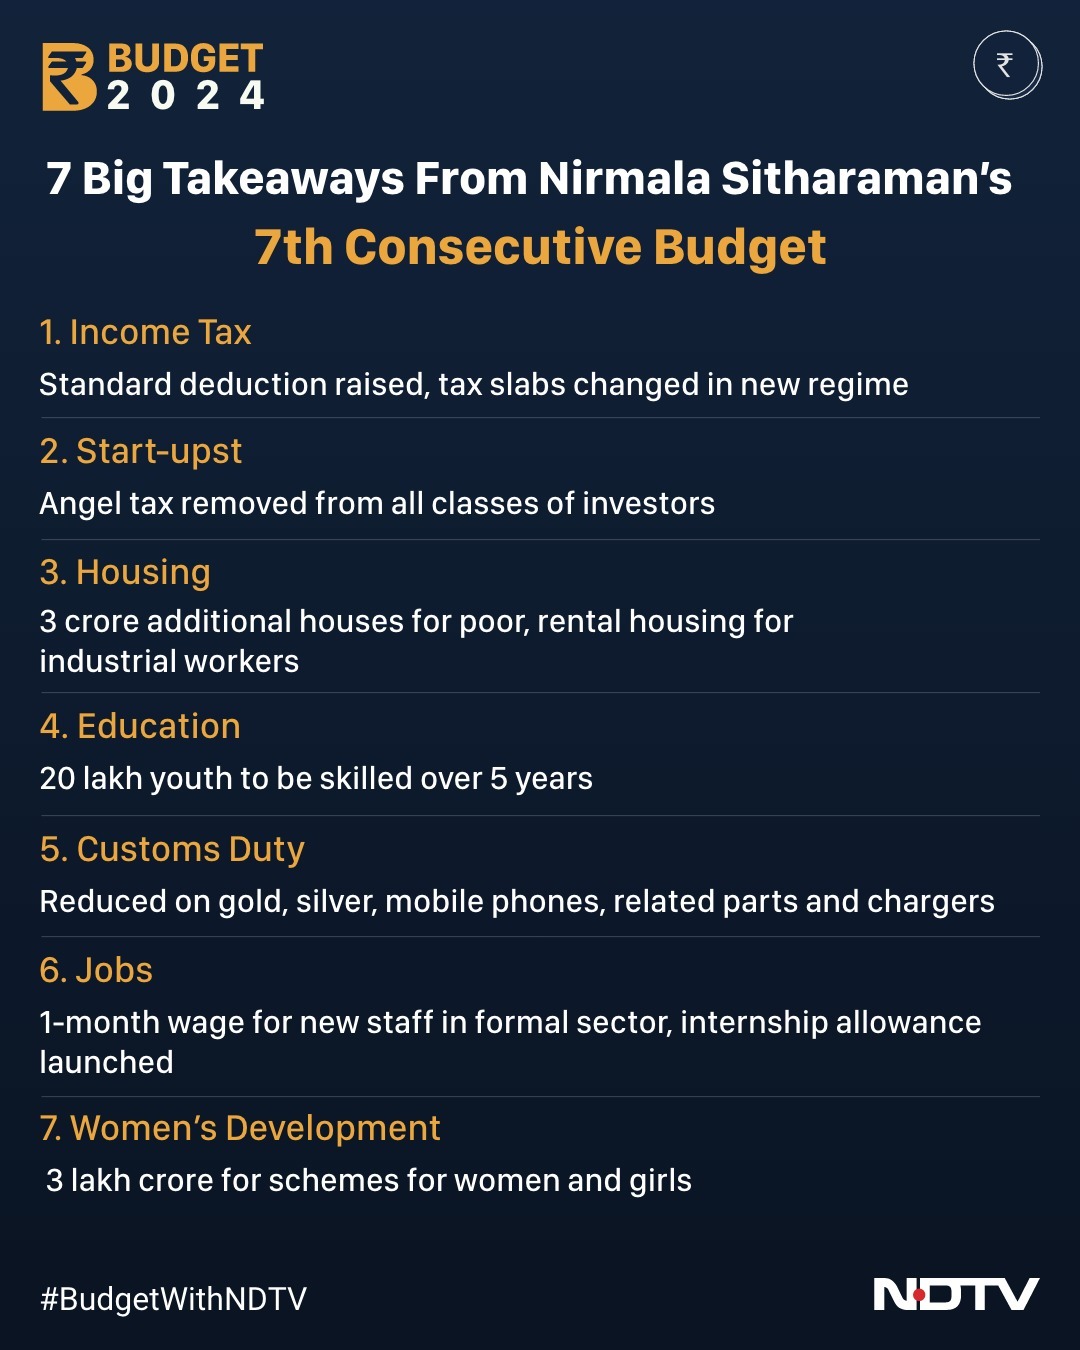 BUDGET
2024
₹
7 Big Takeaways From Nirmala Sitharaman’s
7th Consecutive Budget
1. Income Tax
Standard deduction raised, tax slabs changed in new regime
2. Start-upst
Angel tax removed from all classes of investors
3. Housing
3 crore additional houses for poor, rental housing for
industrial workers
4. Education
20 lakh youth to be skilled over 5 years
5. Customs Duty
Reduced on gold, silver, mobile phones, related parts and chargers
6. Jobs
1-month wage for new staff in formal sector, internship allowance
launched
7. Women’s Development
3 lakh crore for schemes for women and girls
#BudgetWithNDTV
NDTV